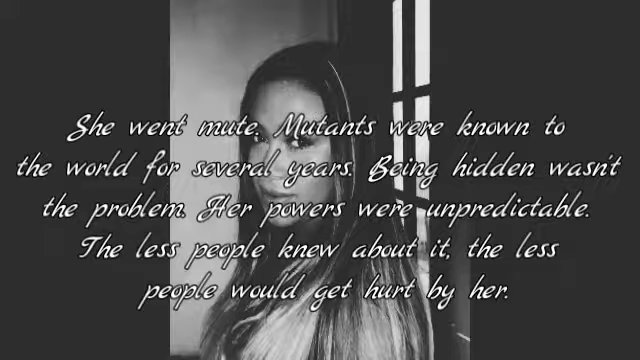 She went mute. Mutants were known to
the world for several years. Being hidden wasn't
the problem. Her powers were unpredictable.
The less people knew about it, the less
people would get hurt by her.